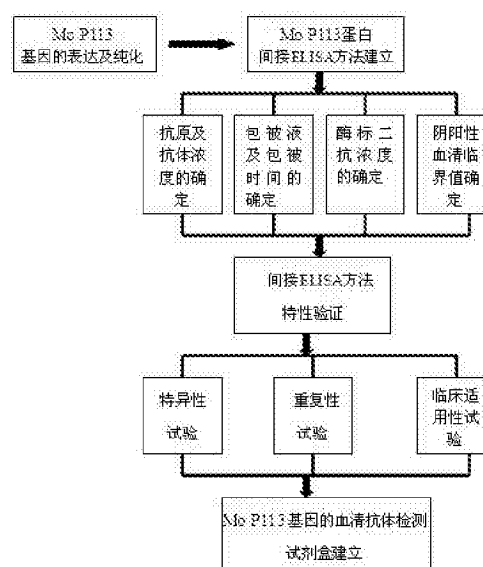 Mo P113
基因的表达及纯化
Mo P113蛋白
间接ELISA方法建立
抗原及
抗体浓
度的确
定
包被液
及包被
时间的
确定
酶标二
抗浓度
的确定
阴阳性
血清临
界值确
定
间接ELISA方法
特性验证
特异性
试验
重复性
试验
临床适
用性试
验
Mo P113基因的血清抗体检测
试剂盒建立